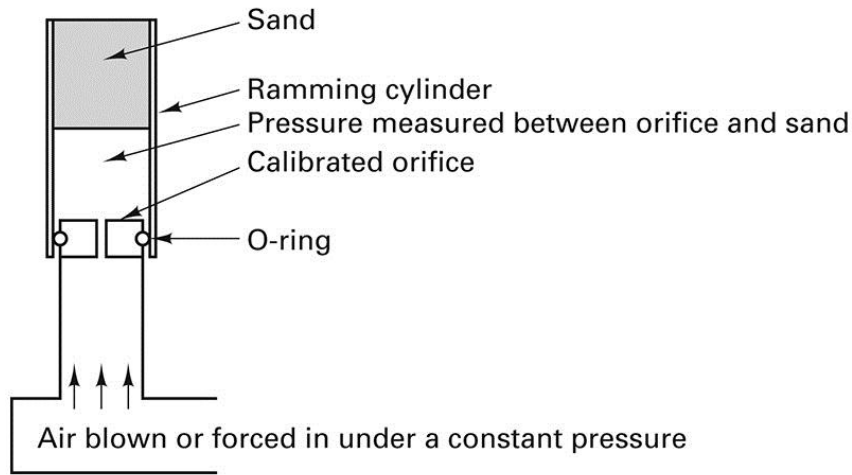 Sand
Ramming cylinder
Pressure measured between orifice and sand
Calibrated orifice
O-ring
Air blown or forced in under a constant pressure